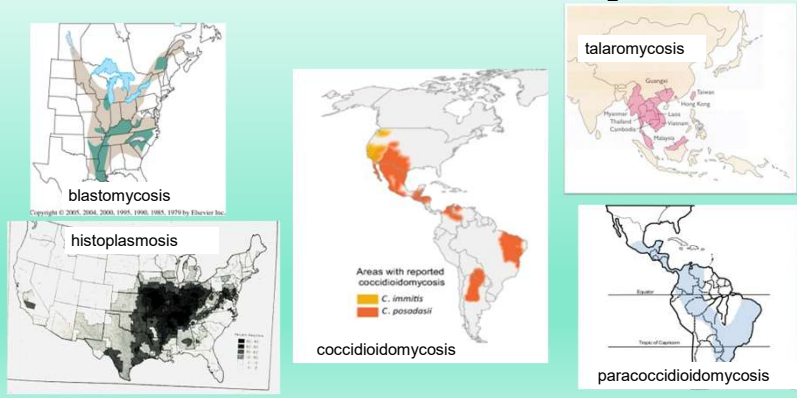 blastomycosis
Copyright © 2005, 2004, 2000, 1995, 1990, 1985, 1979 by Elsevier Inc.
histoplasmosis
Areas with reported
coccidioidomycosis
C. immitis
C. posadasii
coccidioidomycosis
talaromycosis
Guangxi
Taiwan
Hong Kong
Myanmar
Laos
Thailand
Vietnam
Cambodia
Malaysia
Equator
Tropic of Capricorn
paracoccidioidomycosis